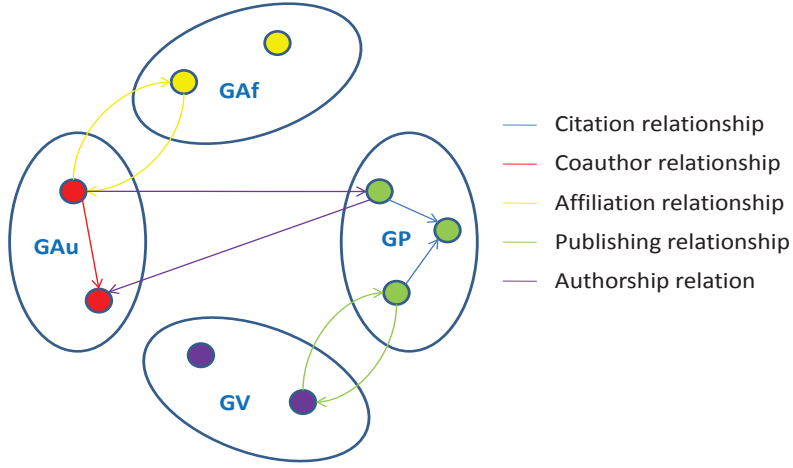 GAf
Citation relationship
Coauthor relationship
Affiliation relationship
GAu
GP
Publishing relationship
Authorship relation
GV